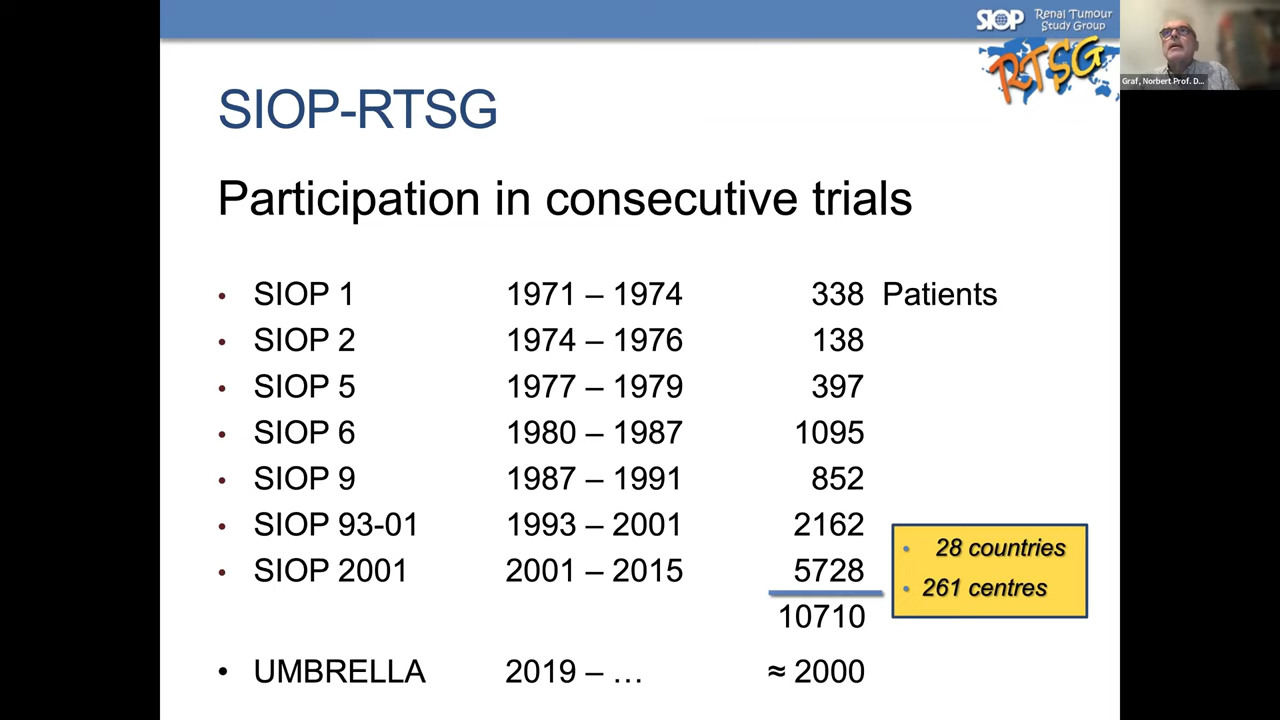 SIOP Renal Tumour
Study Group
RTSG
Graf, Norbert Prof. D...
SIOP-RTSG
Participation in consecutive trials
• SIOP 1 1971 – 1974 338 Patients
• SIOP 2 1974 – 1976 138
• SIOP 5 1977 – 1979 397
• SIOP 6 1980 – 1987 1095
• SIOP 9 1987 – 1991 852
• SIOP 93-01 1993 – 2001 2162
• SIOP 2001 2001 – 2015 5728
• 28 countries
• 261 centres
10710
• UMBRELLA 2019 – … ≈ 2000